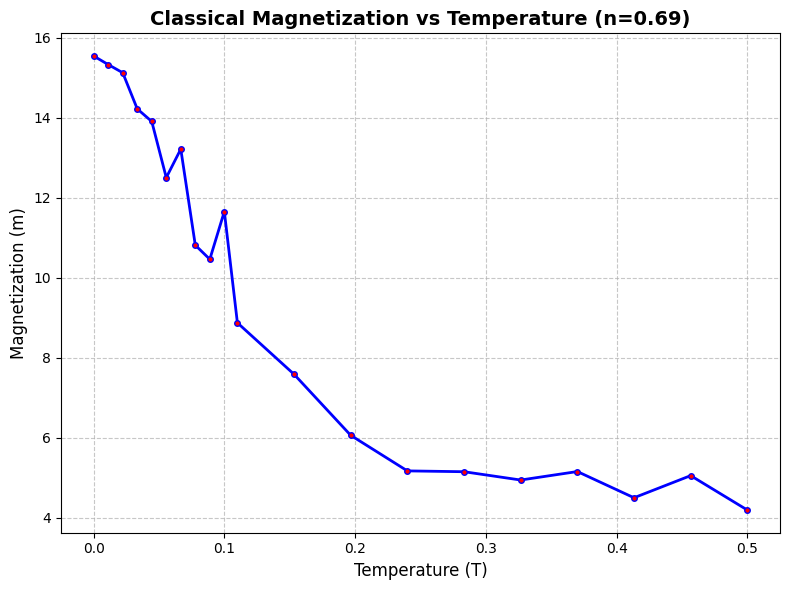 Classical Magnetization vs Temperature (n=0.69)
Magnetization (m)
16
14
12
10
8
6
4
0.0 0.1 0.2 0.3 0.4 0.5
Temperature (T)